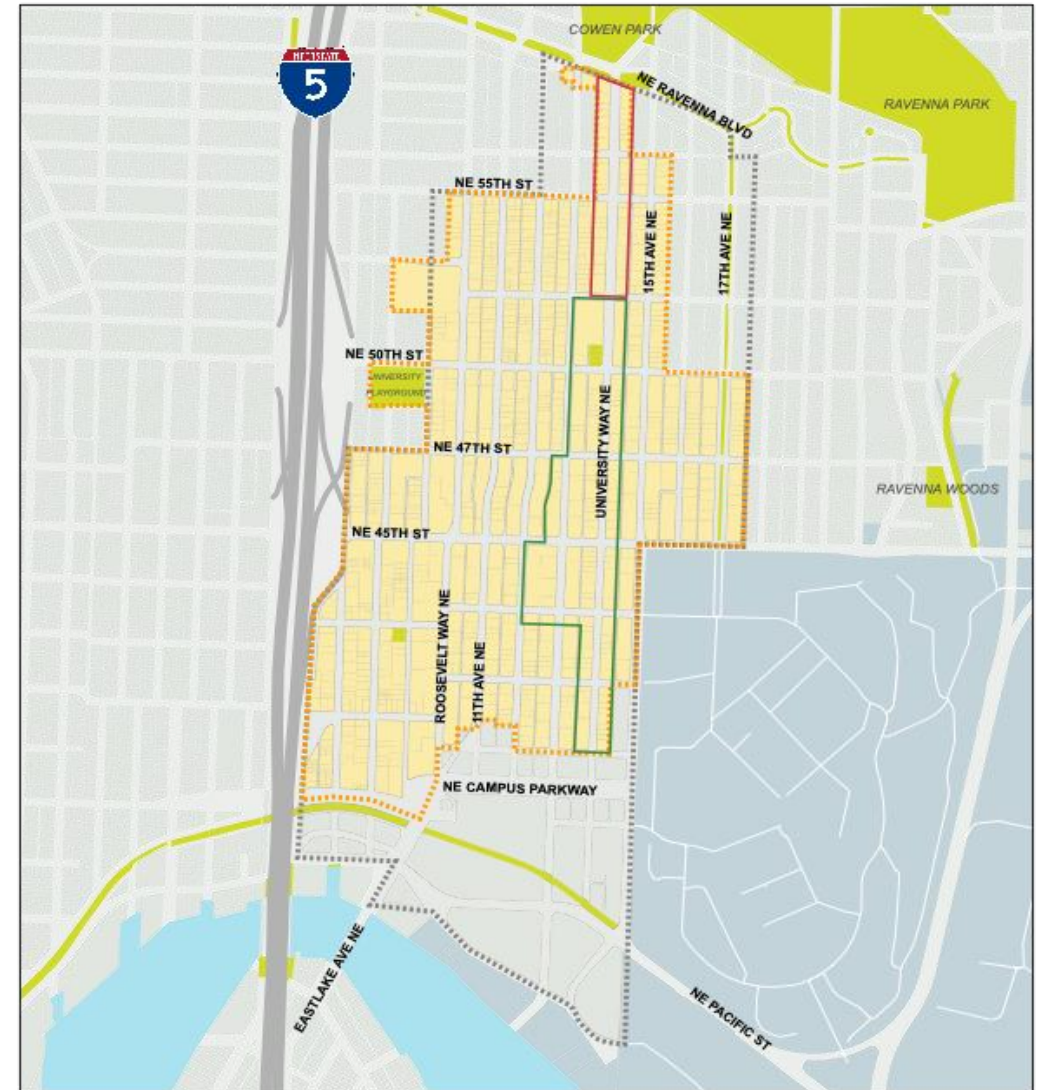 COWEN PARK
INTERSTATE
5
NE RAVENNA BLVD
RAVENNA PARK
NE 55TH ST
15TH AVE NE
17TH AVE NE
NE 50TH ST
UNIVERSITY
PLAYGROUND
UNIVERSITY WAY NE
NE 47TH ST
RAVENNA WOODS
NE 45TH ST
ROOSEVELT WAY NE
11TH AVE NE
NE CAMPUS PARKWAY
EASTLAKE AVE NE
NE PACIFIC ST